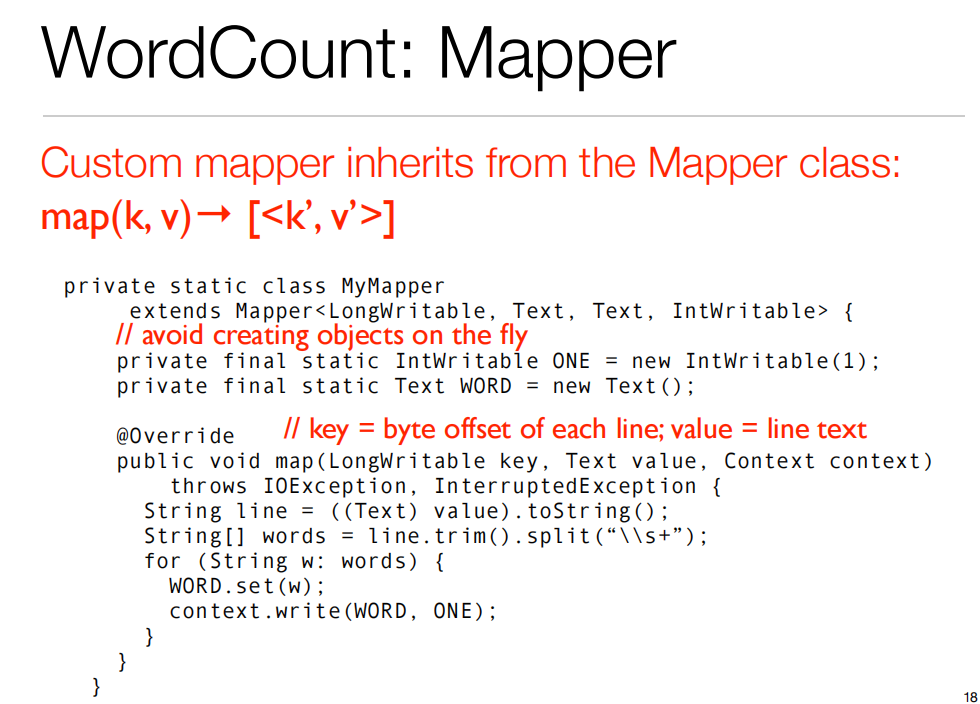 WordCount: Mapper
Custom mapper inherits from the Mapper class:
map(k, v)→ [<k’, v’>]
private static class MyMapper
extends Mapper<LongWritable, Text, Text, IntWritable> {
// avoid creating objects on the fly
private final static IntWritable ONE = new IntWritable(1);
private final static Text WORD = new Text();
@Override // key = byte offset of each line; value = line text
public void map(LongWritable key, Text value, Context context)
throws IOException, InterruptedException {
String line = ((Text) value).toString();
String[] words = line.trim().split(“\\s+”);
for (String w: words) {
WORD.set(w);
context.write(WORD, ONE);
}
}
}
18